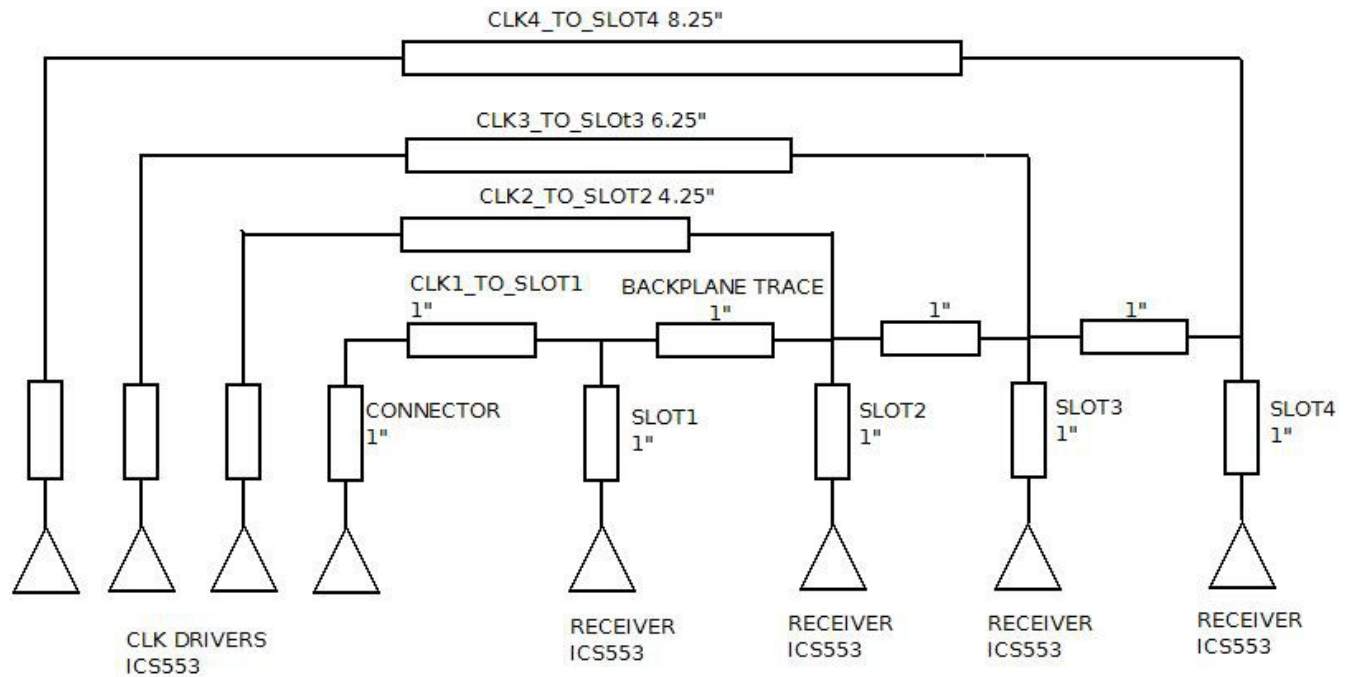 CLK4_TO_SLOT4 8.25"
CLK3_TO_SLOt3 6.25"
CLK2_TO_SLOT2 4.25"
CLK1_TO_SLOT1
1"
BACKPLANE TRACE
1"
1"
1"
CONNECTOR
1"
SLOT1
1"
SLOT2
1"
SLOT3
1"
SLOT4
1"
CLK DRIVERS
ICS553
RECEIVER
ICS553
RECEIVER
ICS553
RECEIVER
ICS553
RECEIVER
ICS553